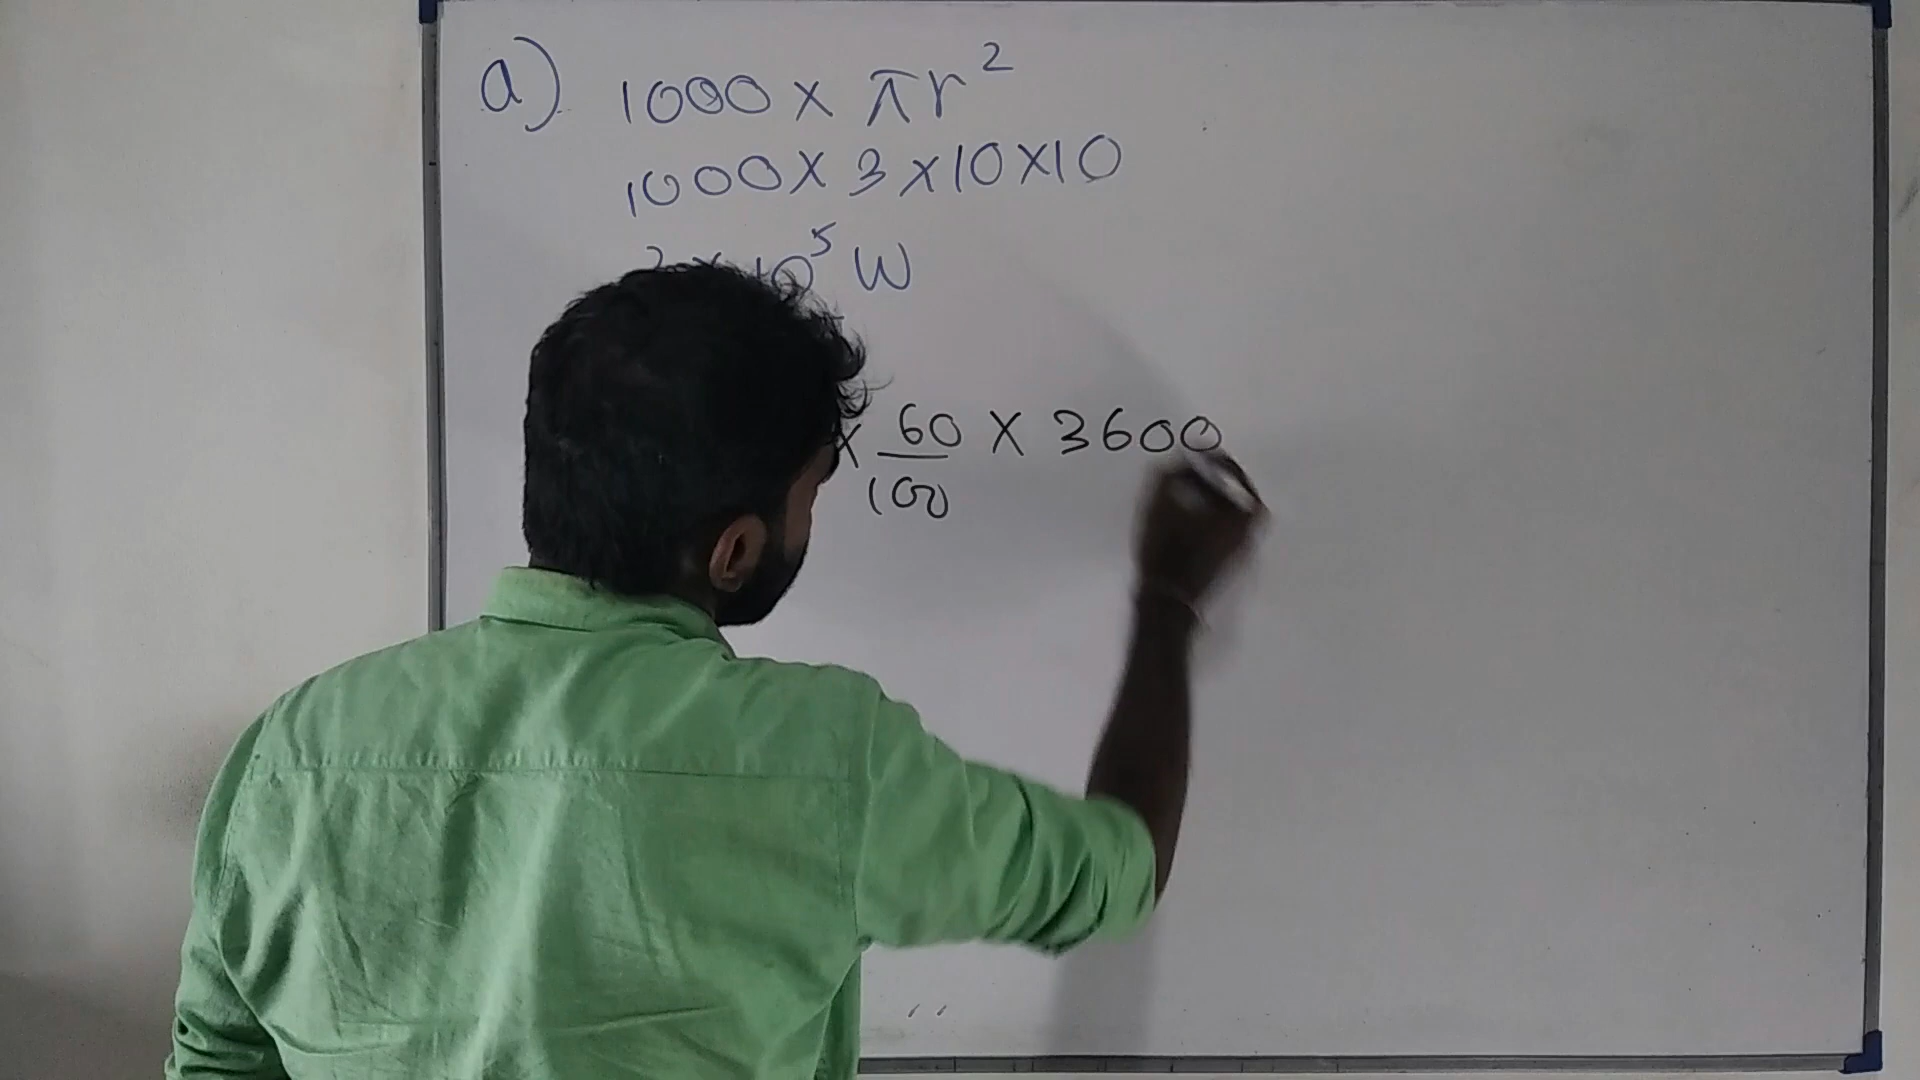 a) 1000 × πr²
1000 × 3 × 10 × 10
3 × 10⁵ W
× 60/100 × 3600